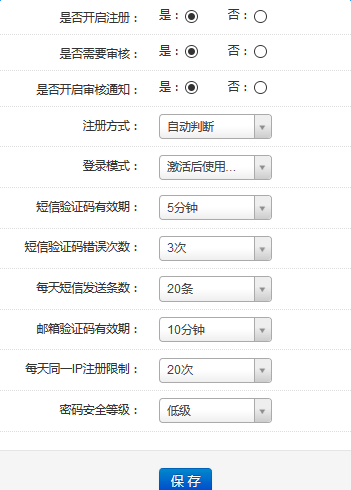 是否开启注册： 是： 否：
是否需要审核： 是： 否：
是否开启审核通知： 是： 否：
注册方式： 自动判断
登录模式： 激活后使用...
短信验证码有效期： 5分钟
短信验证码错误次数： 3次
每天短信发送条数： 20条
邮箱验证码有效期： 10分钟
每天同一IP注册限制： 20次
密码安全等级： 低级
保存